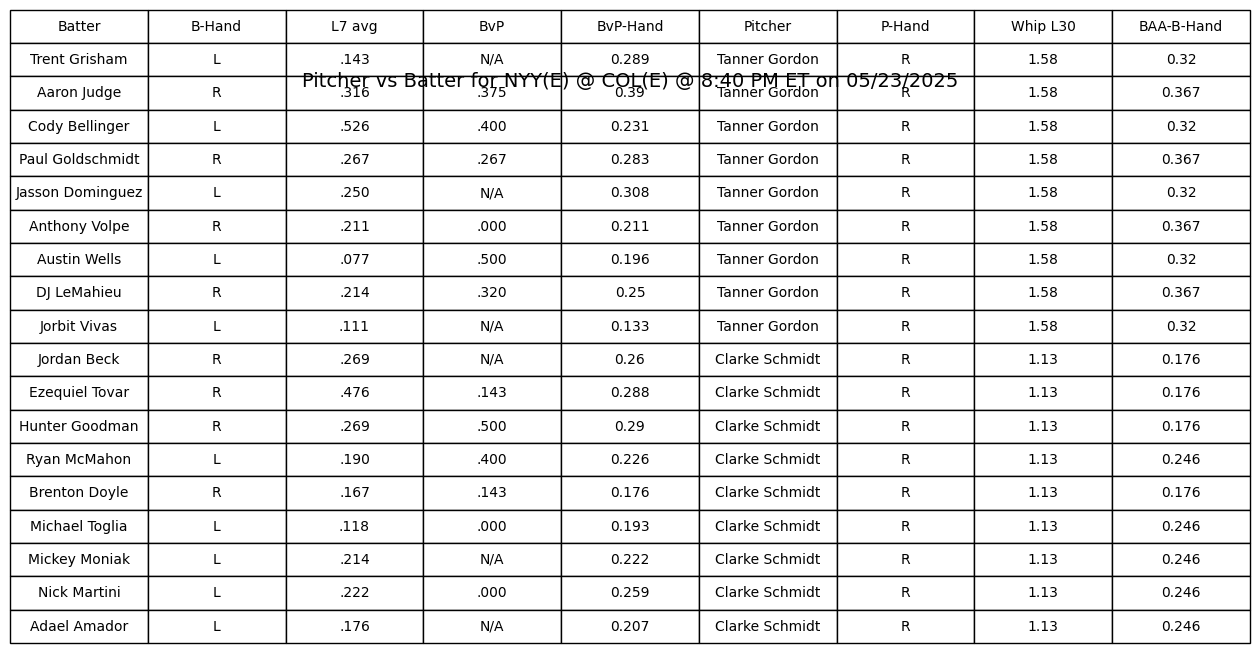 Batter B-Hand L7 avg BvP BvP-Hand Pitcher P-Hand Whip L30 BAA-B-Hand
Trent Grisham L .143 N/A 0.289 Tanner Gordon R 1.58 0.32
Pitcher vs Batter for NYY(E) @ COL(E) @ 8:40 PM ET on 05/23/2025
Aaron Judge R .316 .375 0.39 Tanner Gordon R 1.58 0.367
Cody Bellinger L .526 .400 0.231 Tanner Gordon R 1.58 0.32
Paul Goldschmidt R .267 .267 0.283 Tanner Gordon R 1.58 0.367
Jasson Dominguez L .250 N/A 0.308 Tanner Gordon R 1.58 0.32
Anthony Volpe R .211 .000 0.211 Tanner Gordon R 1.58 0.367
Austin Wells L .077 .500 0.196 Tanner Gordon R 1.58 0.32
DJ LeMahieu R .214 .320 0.25 Tanner Gordon R 1.58 0.367
Jorbit Vivas L .111 N/A 0.133 Tanner Gordon R 1.58 0.32
Jordan Beck R .269 N/A 0.26 Clarke Schmidt R 1.13 0.176
Ezequiel Tovar R .476 .143 0.288 Clarke Schmidt R 1.13 0.176
Hunter Goodman R .269 .500 0.29 Clarke Schmidt R 1.13 0.176
Ryan McMahon L .190 .400 0.226 Clarke Schmidt R 1.13 0.246
Brenton Doyle R .167 .143 0.176 Clarke Schmidt R 1.13 0.176
Michael Toglia L .118 .000 0.193 Clarke Schmidt R 1.13 0.246
Mickey Moniak L .214 N/A 0.222 Clarke Schmidt R 1.13 0.246
Nick Martini L .222 .000 0.259 Clarke Schmidt R 1.13 0.246
Adael Amador L .176 N/A 0.207 Clarke Schmidt R 1.13 0.246